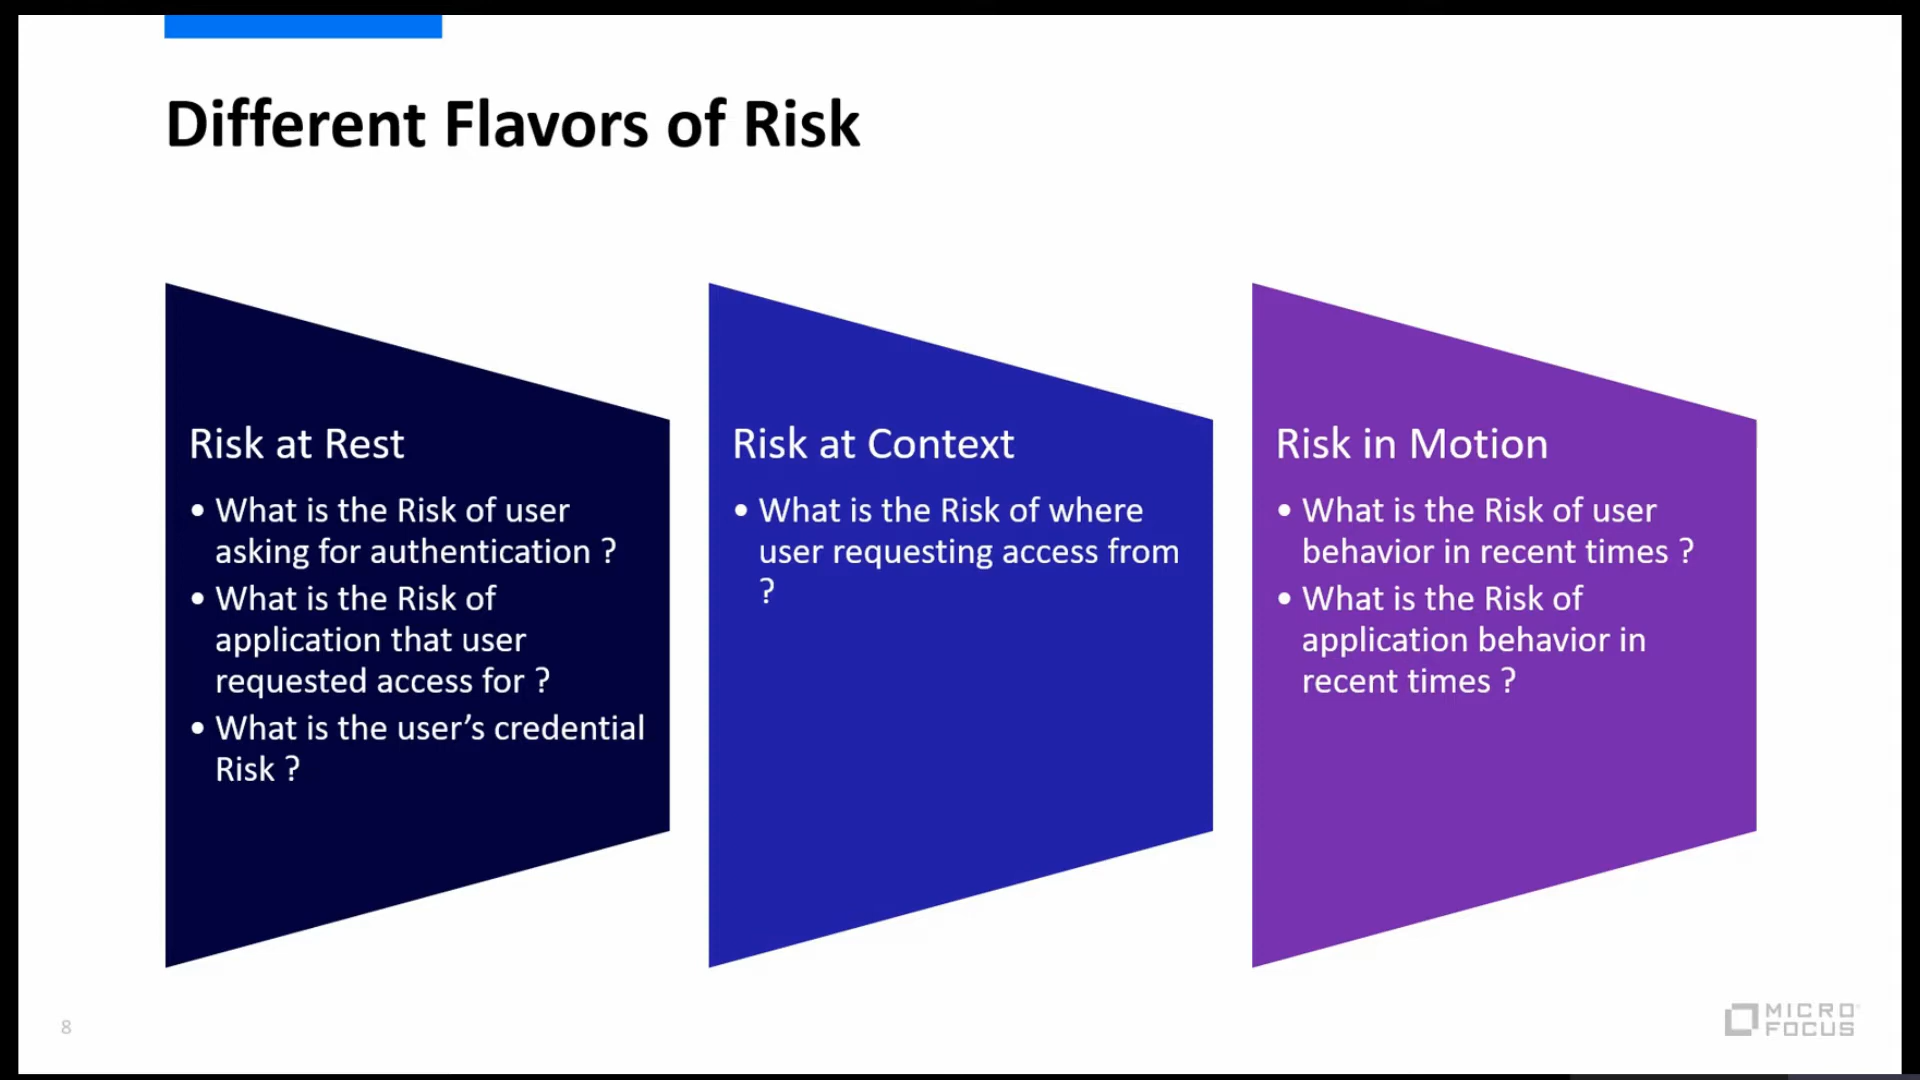 Different Flavors of Risk
Risk at Rest
• What is the Risk of user
asking for authentication ?
• What is the Risk of
application that user
requested access for ?
• What is the user’s credential
Risk ?
Risk at Context
• What is the Risk of where
user requesting access from
?
Risk in Motion
• What is the Risk of user
behavior in recent times ?
• What is the Risk of
application behavior in
recent times ?
8
MICRO
FOCUS